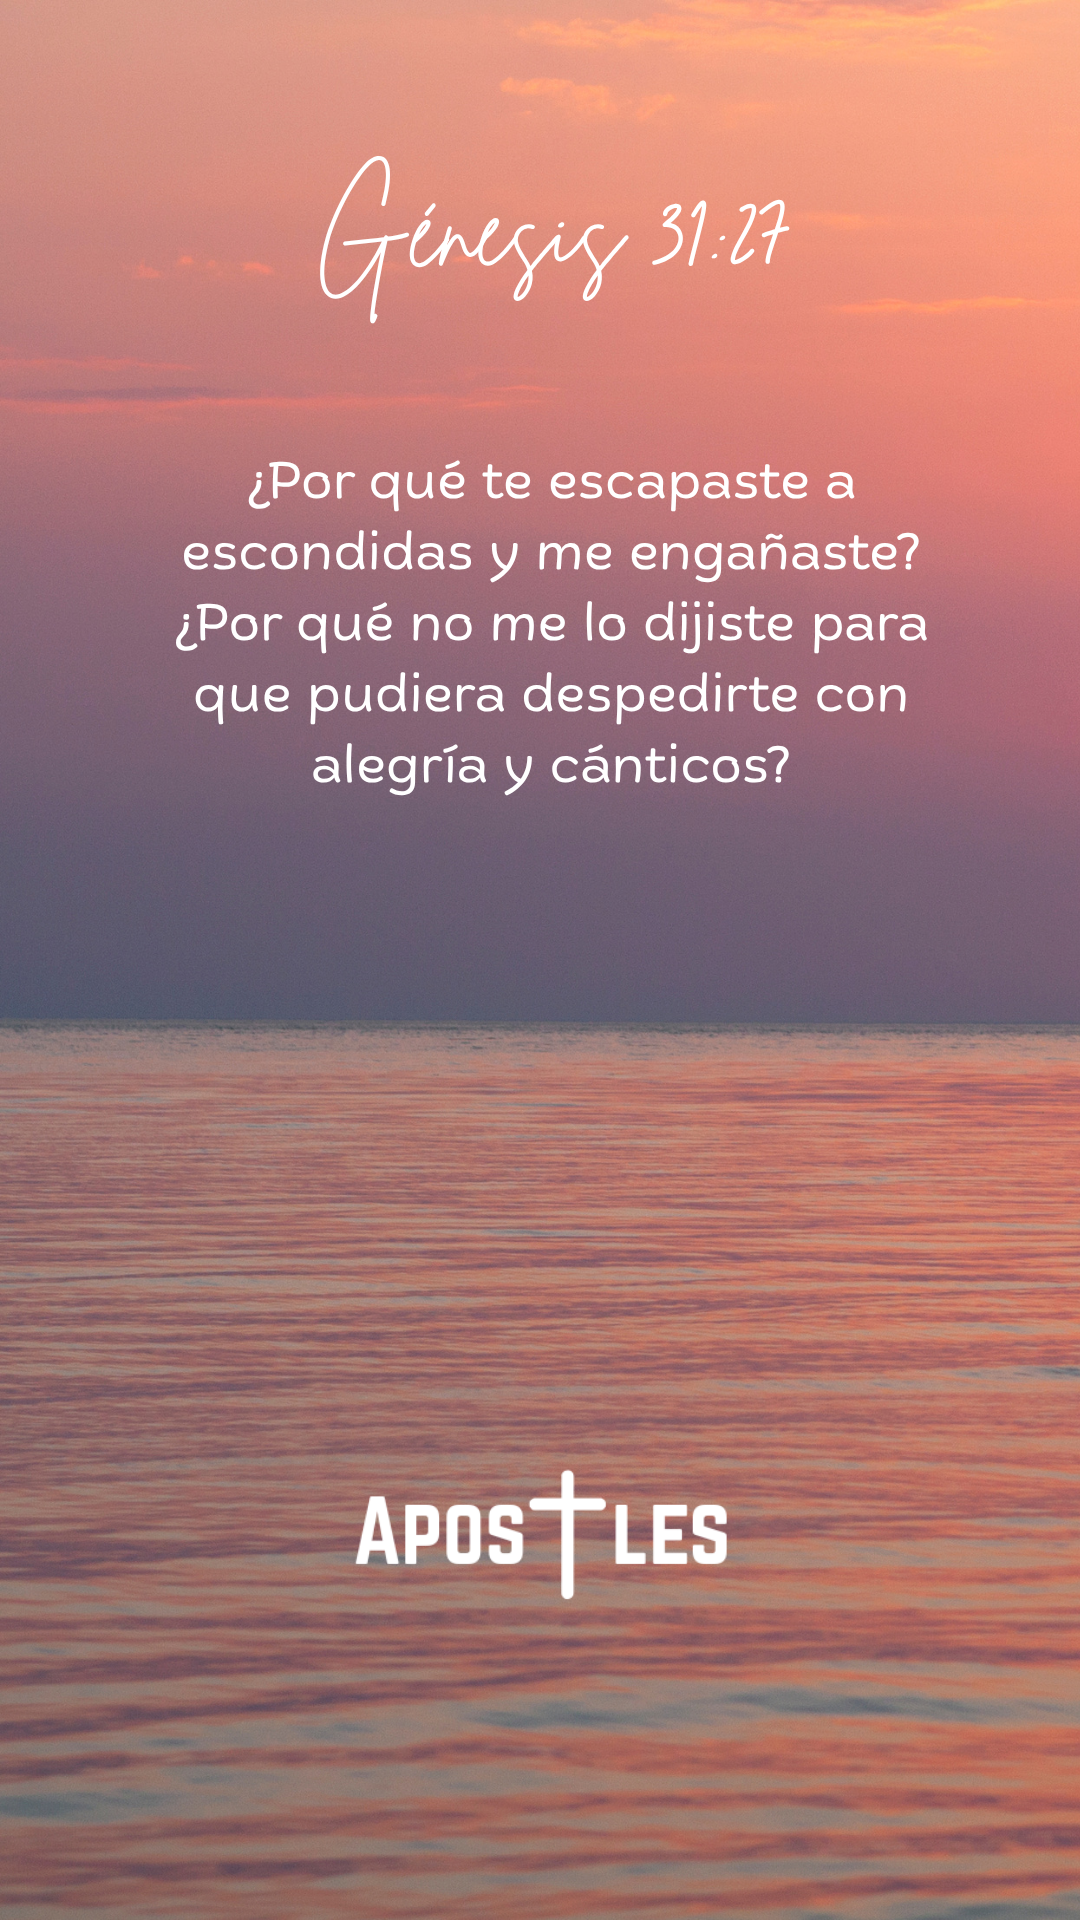 Génesis 31:27
¿Por qué te escapaste a
escondidas y me engañaste?
¿Por qué no me lo dijiste para
que pudiera despedirte con
alegría y cánticos?
APOSTLES